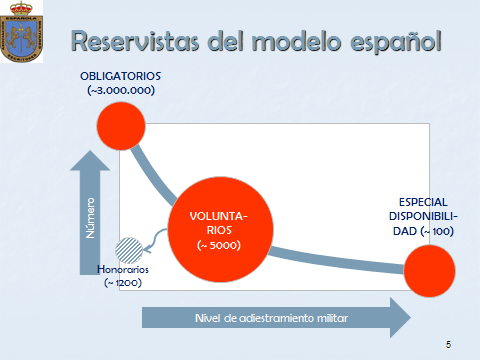 Reservistas del modelo español
OBLIGATORIOS
(~3.000.000)
Número
VOLUNTA-
RIOS
(~ 5000)
ESPECIAL
DISPONIBILI-
DAD (~ 100)
Honorarios
(~ 1200)
Nivel de adiestramiento militar
5